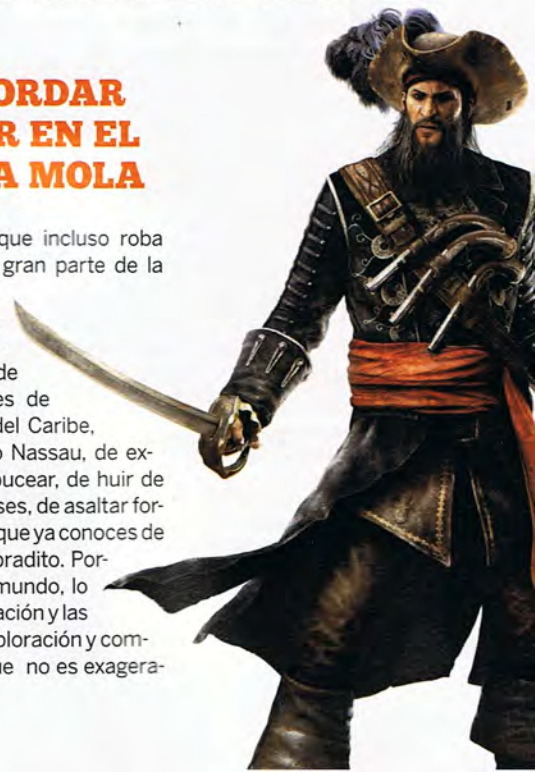 ORDAR
R EN EL
A MOLA
que incluso roba
gran parte de la
de
es de
del Caribe,
o Nassau, de ex-
bucear, de huir de
ses, de asaltar for-
que ya conoces de
oradito. Por-
mundo, lo
ación y las
ploración y com-
ue no es exagera-